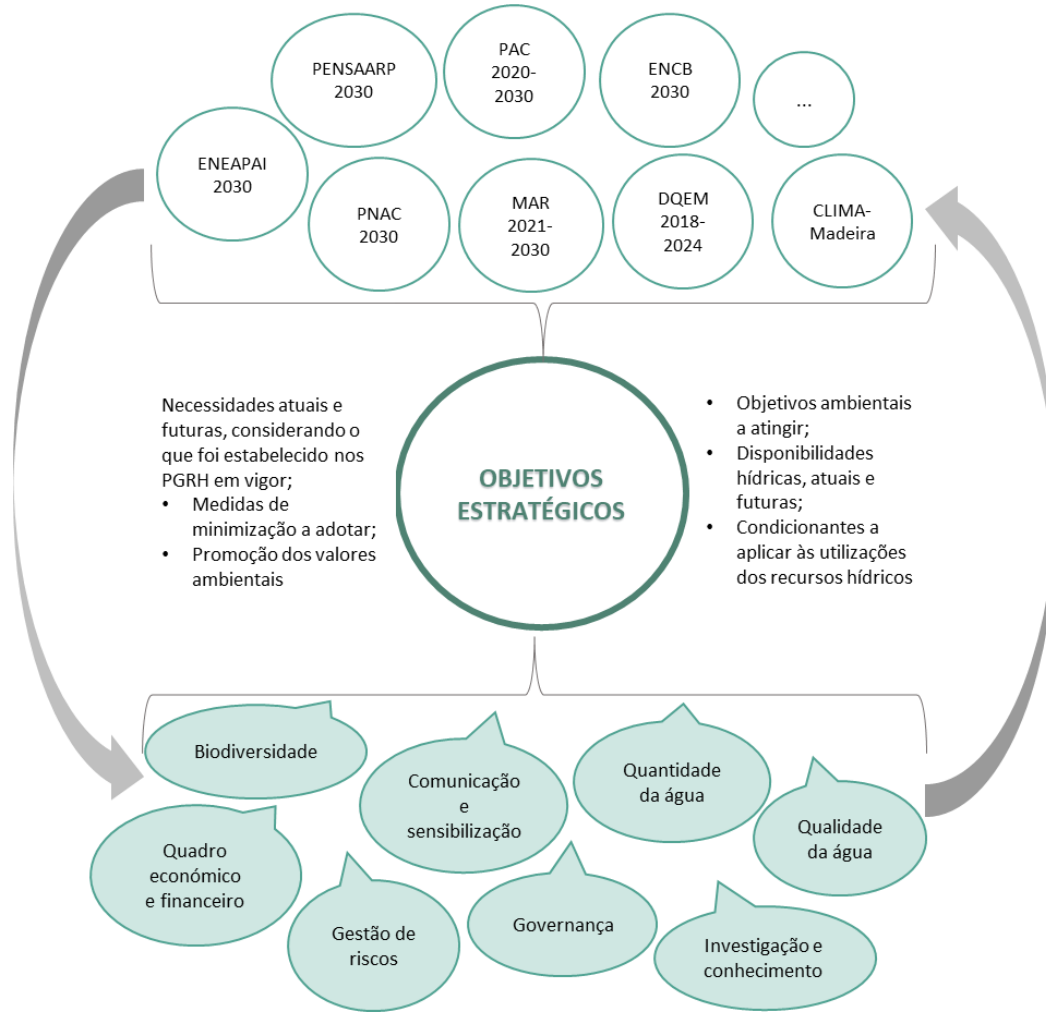 PENSAARP
2030
PAC
2020-
2030
ENCB
2030
...
ENEAPAI
2030
PNAC
2030
MAR
2021-
2030
DQEM
2018-
2024
CLIMA-
Madeira
Necessidades atuais e
futuras, considerando o
que foi estabelecido nos
PGRH em vigor;
• Medidas de
minimização a adotar;
• Promoção dos valores
ambientais
OBJETIVOS
ESTRATÉGICOS
• Objetivos ambientais
a atingir;
• Disponibilidades
hídricas, atuais e
futuras;
• Condicionantes a
aplicar às utilizações
dos recursos hídricos
Biodiversidade
Comunicação
e
sensibilização
Quantidade
da água
Qualidade
da água
Quadro
económico
e financeiro
Gestão de
riscos
Governança
Investigação e
conhecimento